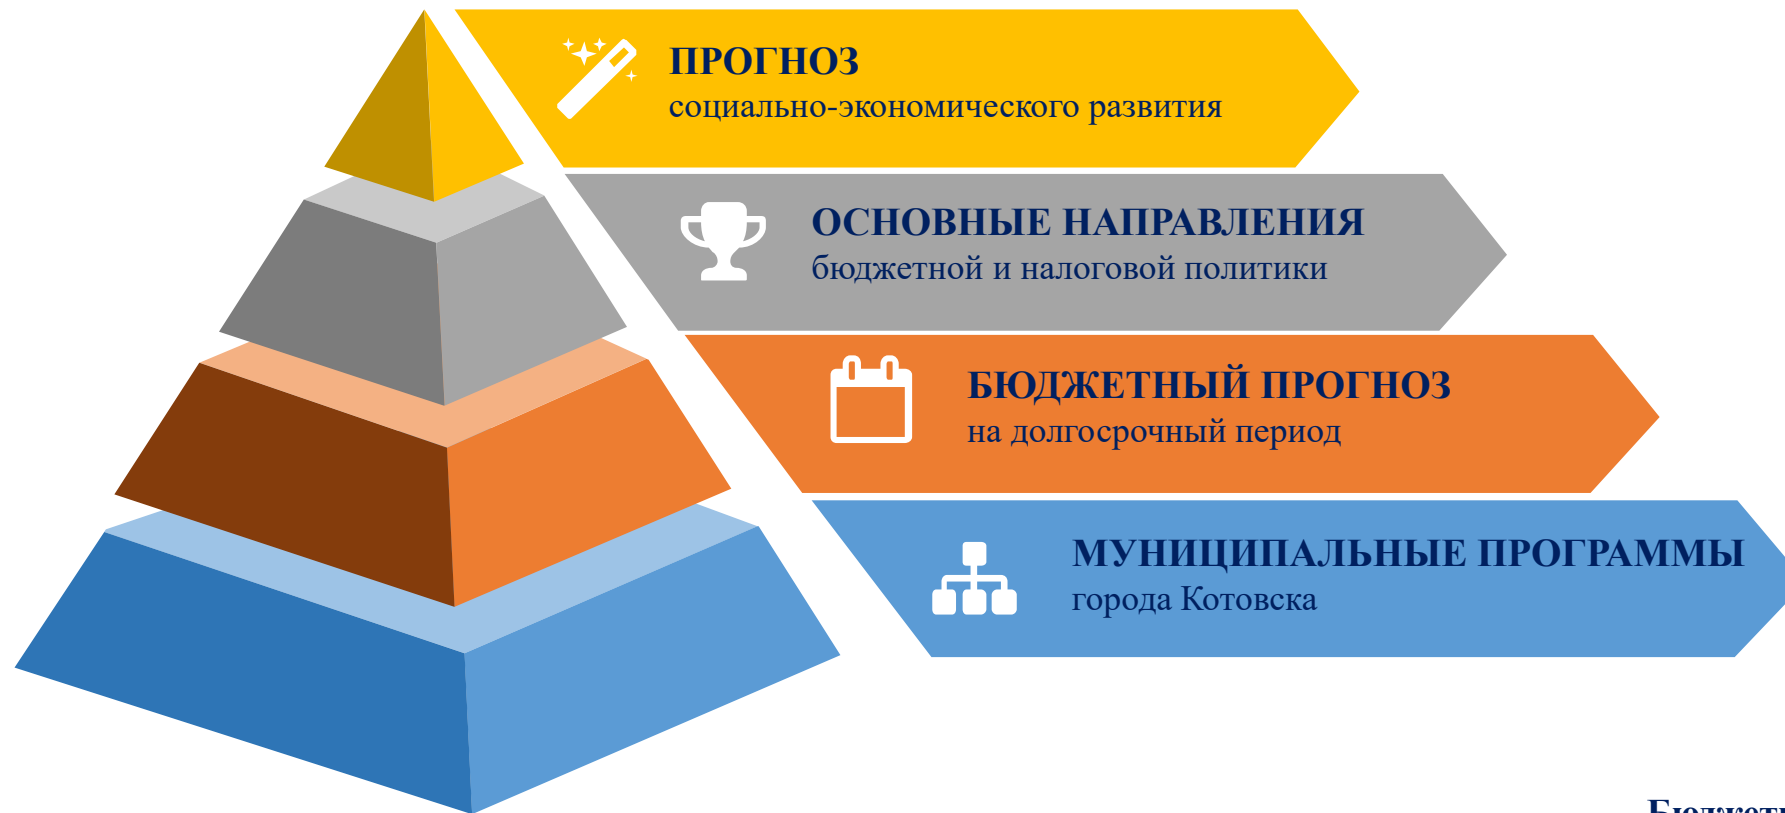 ПРОГНОЗ
социально-экономического развития
ОСНОВНЫЕ НАПРАВЛЕНИЯ
бюджетной и налоговой политики
БЮДЖЕТНЫЙ ПРОГНОЗ
на долгосрочный период
МУНИЦИПАЛЬНЫЕ ПРОГРАММЫ
города Котовска